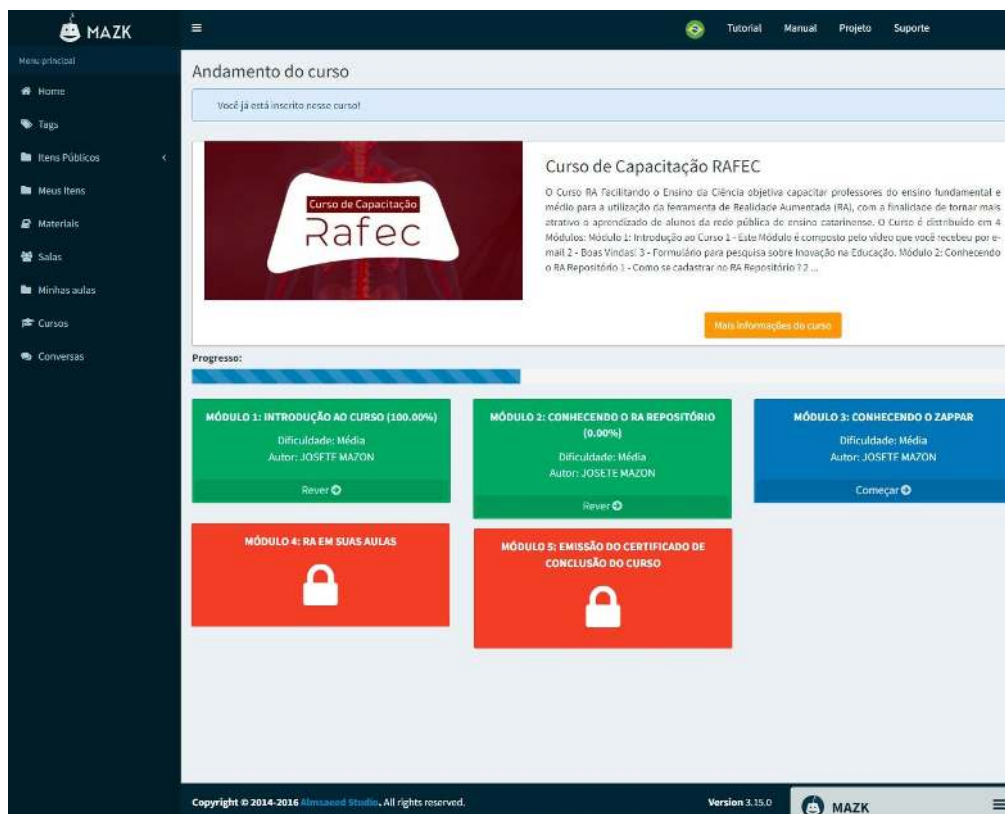 MAZK
Tutorial Manual Projeto Suporte
Menu principal
Home
Tags
Itens Públicos
Meus Itens
Materiais
Salas
Minhas aulas
Cursos
Conversas
Andamento do curso
Você já está inscrito nesse curso!
Curso de Capacitação
Rafec
Curso de Capacitação RAFEC
O Curso RA Facilitando o Ensino da Ciência objetiva capacitar professores do ensino fundamental e
médio para a utilização da ferramenta de Realidade Aumentada (RA), com a finalidade de tornar mais
atrativo o aprendizado de alunos da rede pública de ensino catarinense. O Curso é distribuído em 4
Módulos: Módulo 1: Introdução ao Curso 1 - Este Módulo é composto pelo vídeo que você recebeu por e-
mail 2 - Boas Vindas! 3 - Formulário para pesquisa sobre Inovação na Educação. Módulo 2: Conhecendo
o RA Repositório 1 - Como se cadastrar no RA Repositório ? 2 ...
Mais informações do curso
Progresso:
MÓDULO 1: INTRODUÇÃO AO CURSO (100.00%)
Dificuldade: Média
Autor: JOSETE MAZON
Rever
MÓDULO 2: CONHECENDO O RA REPOSITÓRIO
(0.00%)
Dificuldade: Média
Autor: JOSETE MAZON
Rever
MÓDULO 3: CONHECENDO O ZAPPAR
Dificuldade: Média
Autor: JOSETE MAZON
Começar
MÓDULO 4: RA EM SUAS AULAS
MÓDULO 5: EMISSÃO DO CERTIFICADO DE
CONCLUSÃO DO CURSO
Copyright © 2014-2016 Almsaeed Studio. All rights reserved.
Version 3.15.0
MAZK